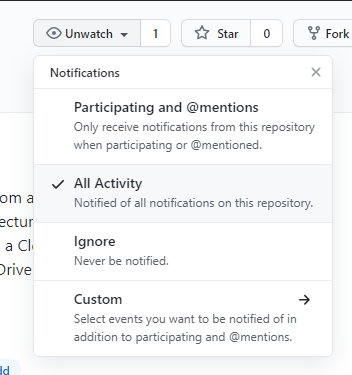 Unwatch 1 Star 0 Fork
Notifications
Participating and @mentions
Only receive notifications from this repository
when participating or @mentioned.
All Activity
Notified of all notifications on this repository.
Ignore
Never be notified.
Custom
Select events you want to be notified of in
addition to participating and @mentions.
om a
ectur
a Cl
Drive
dd